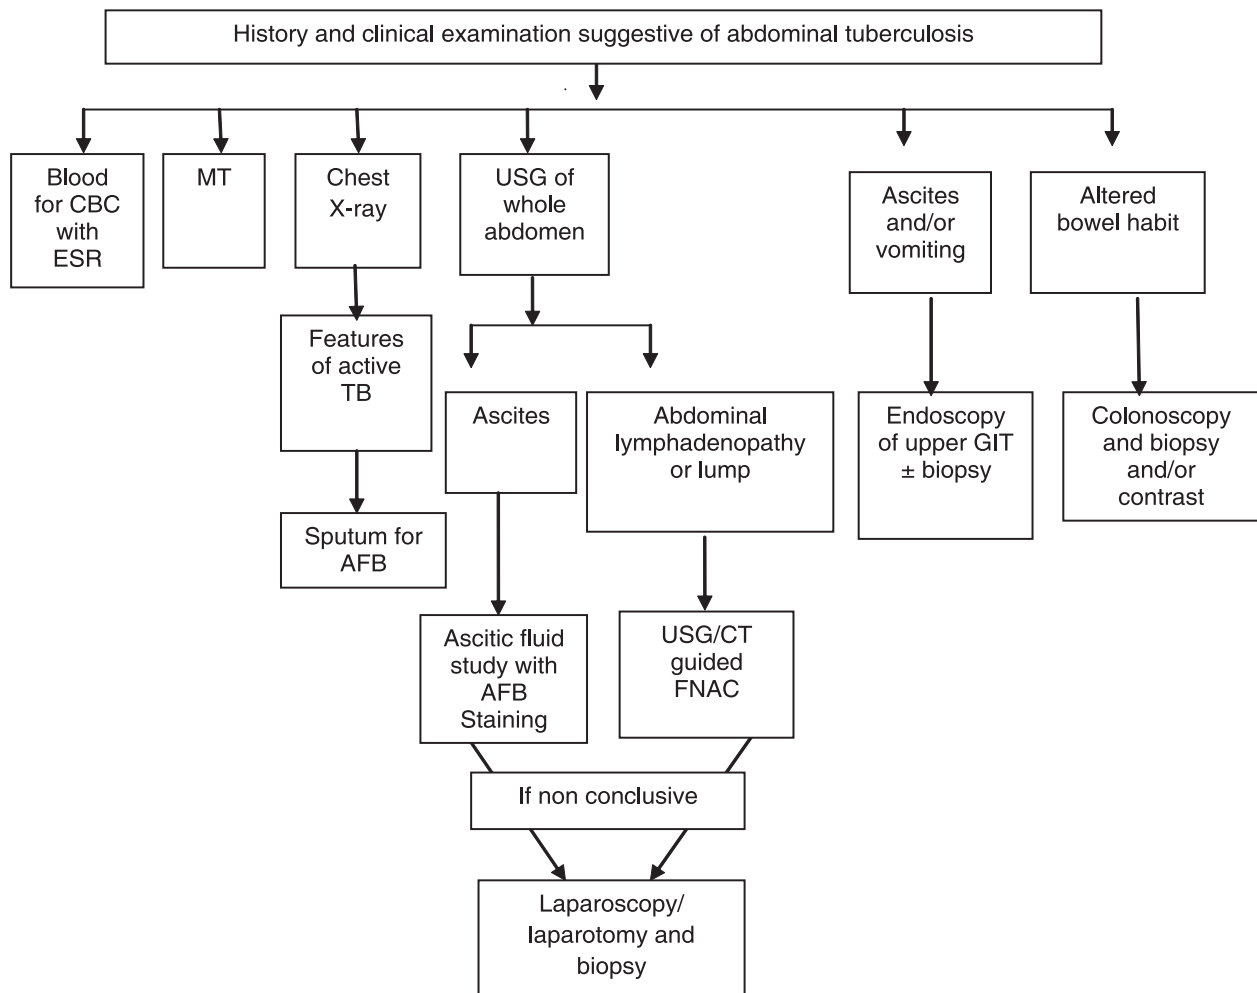 History and clinical examination suggestive of abdominal tuberculosis
Blood
for CBC
with
ESR
MT
Chest
X-ray
USG of
whole
abdomen
Ascites
and/or
vomiting
Altered
bowel habit
Features
of active
TB
Ascites
Abdominal
lymphadenopathy
or lump
Endoscopy
of upper GIT
± biopsy
Colonoscopy
and biopsy
and/or
contrast
Sputum for
AFB
Ascitic fluid
study with
AFB
Staining
USG/CT
guided
FNAC
If non conclusive
Laparoscopy/
laparotomy and
biopsy